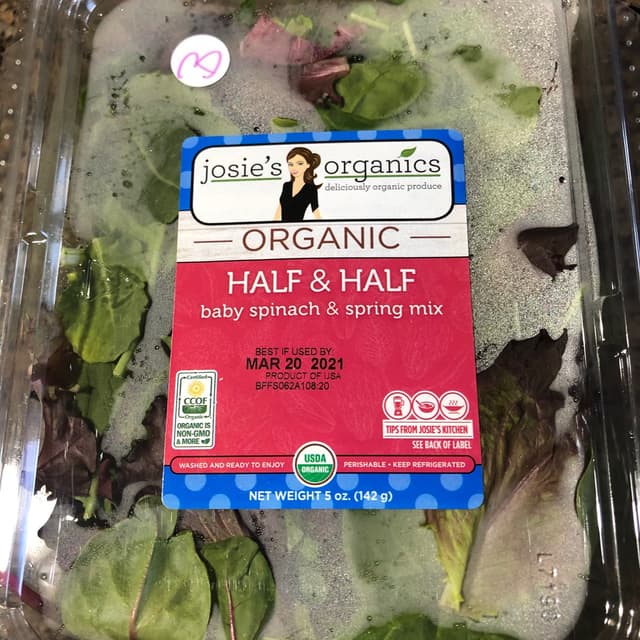 josie's organics
deliciously organic produce
ORGANIC
HALF & HALF
baby spinach & spring mix
BEST IF USED BY:
MAR 20 2021
PRODUCT OF USA
BFFS062A108:20
Certified
CCOF
Organic
ORGANIC IS
NON-GMO
& MORE
TIPS FROM JOSIE'S KITCHEN
SEE BACK OF LABEL
WASHED AND READY TO ENJOY
USDA
ORGANIC
PERISHABLE • KEEP REFRIGERATED
NET WEIGHT 5 oz. (142 g)